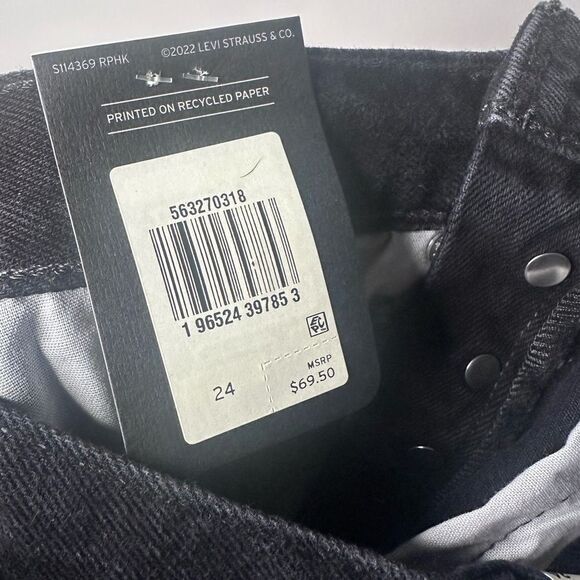 S114369 RPHK ©2022 LEVI STRAUSS & CO.
PRINTED ON RECYCLED PAPER
563270318
1 96524 39785 3
24
MSRP
$69.50